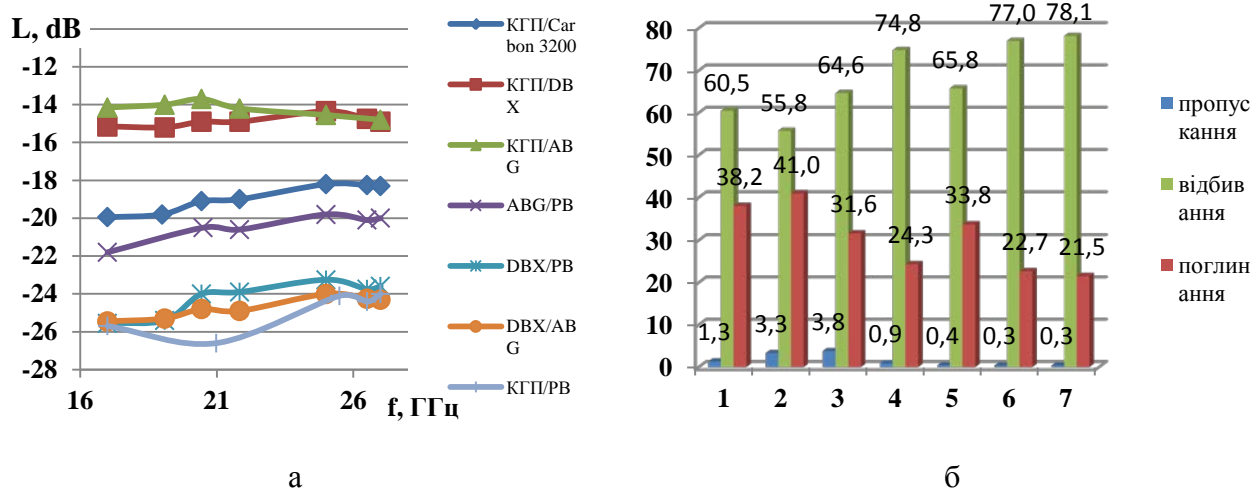 L, dB
-12
-14
-16
-18
-20
-22
-24
-26
-28
16
21
26
f, ГГц
КГП/Car
bon 3200
КГП/DB
X
КГП/AB
G
ABG/PB
DBX/PB
DBX/AB
G
КГП/PB
а
80
70
60
50
40
30
20
10
0
60,5
55,8
64,6
74,8
65,8
77,0
78,1
38,2
41,0
31,6
24,3
33,8
22,7
21,5
1,3
3,3
3,8
0,9
0,4
0,3
0,3
1 2 3 4 5 6 7
пропус
кання
відбив
ання
поглин
ання
б